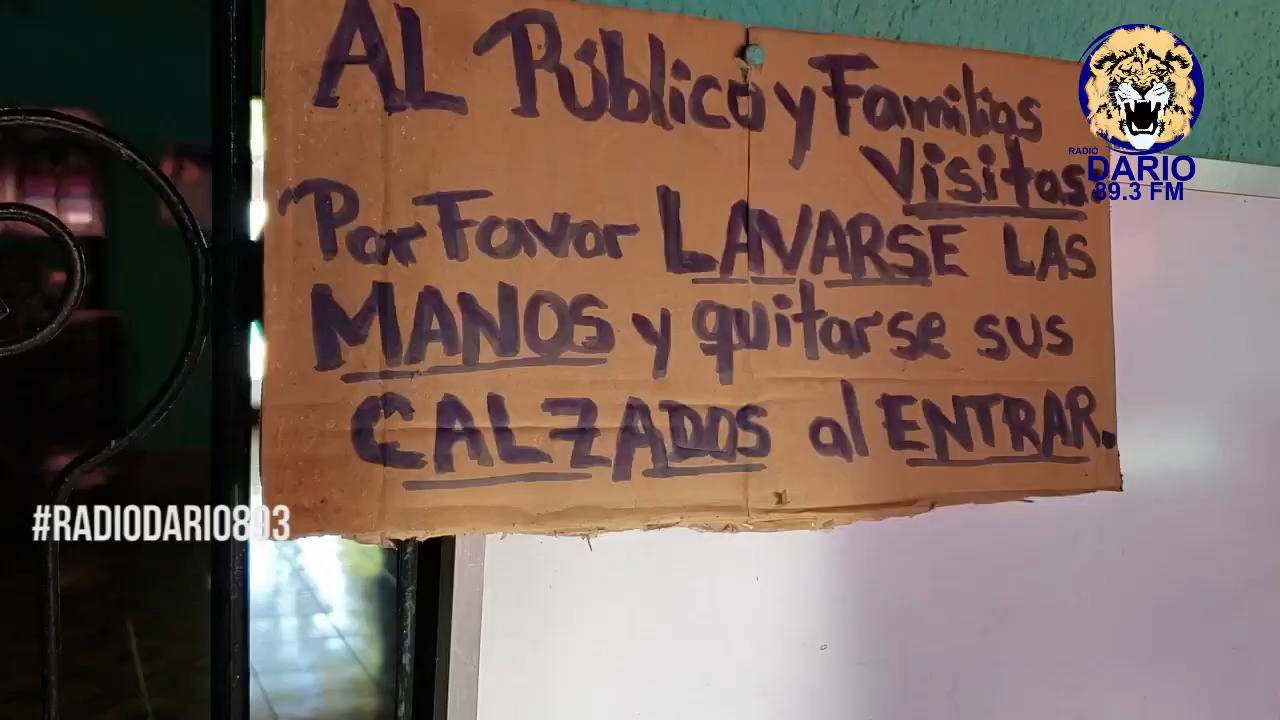 AL Público y Familias
Visitas.
Por Favor LAVARSE LAS
MANOS y quitarse sus
CALZADOS al ENTRAR.
RADIO
DARIO
89.3 FM
#RADIODARIO893